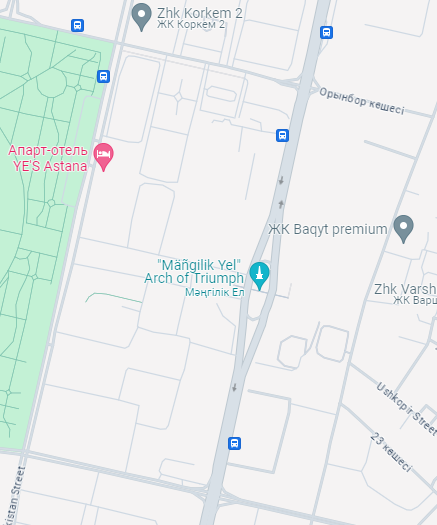 Zhk Korkem 2
ЖК Коркем 2
Орынбор көшесі
Апарт-отель
YE'S Astana
ЖК Baqyt premium
"Mäñgilik Yel"
Arch of Triumph
Мәңгілік Ел
Zhk Varsh
ЖК Варш
Ushkopir Street
23 көшесі
kistan Street